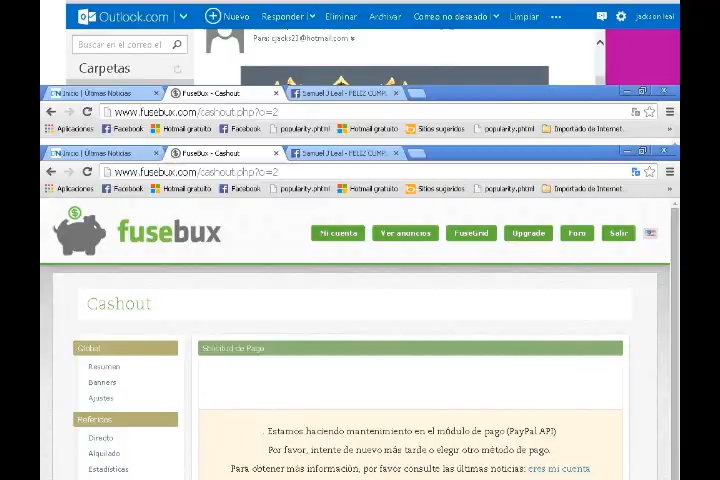 Outlook.com
Nuevo Responder Eliminar Archivar Correo no deseado Limpiar ... jackson leal
Buscar en el correo el
Para: cjacks23@hotmail.com
Carpetas
Inicio | Últimas Noticias FuseBux - Cashout Samuel J Leal - FELIZ CUMPL
www.fusebux.com/cashout.php?o=2
Aplicaciones Facebook Hotmail gratuito popularity.phtml Sitios sugeridos popularity.phtml Importado de Internet
Inicio | Últimas Noticias FuseBux - Cashout Samuel J Leal - FELIZ CUMPL
www.fusebux.com/cashout.php?o=2
Aplicaciones Facebook Hotmail gratuito Facebook Hotmail gratuito popularity.phtml Sitios sugeridos popularity.phtml Importado de Internet
fusebux
Mi cuenta Ver anuncios FuseGrid Upgrade Foro Salir
Cashout
Global
Solicitud de Pago
Resumen
Banners
Ajustes
Referidos
Directo
Alquilado
Estadísticas
. Estamos haciendo mantenimiento en el módulo de pago (PayPal API)
Por favor, intente de nuevo más tarde o elegir otro método de pago.
Para obtener más información, por favor consulte las últimas noticias: eres mi cuenta